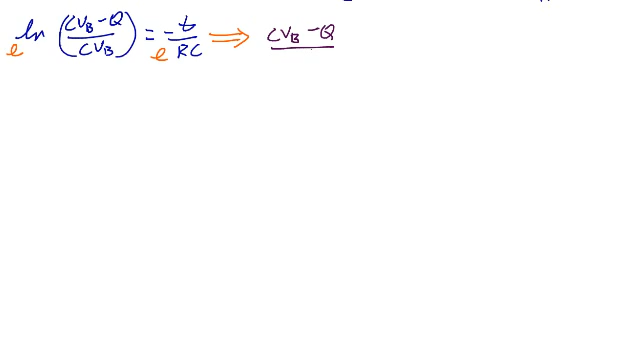 e ln (CV_B - Q / CV_B) = e - t / RC ⟹ CV_B - Q